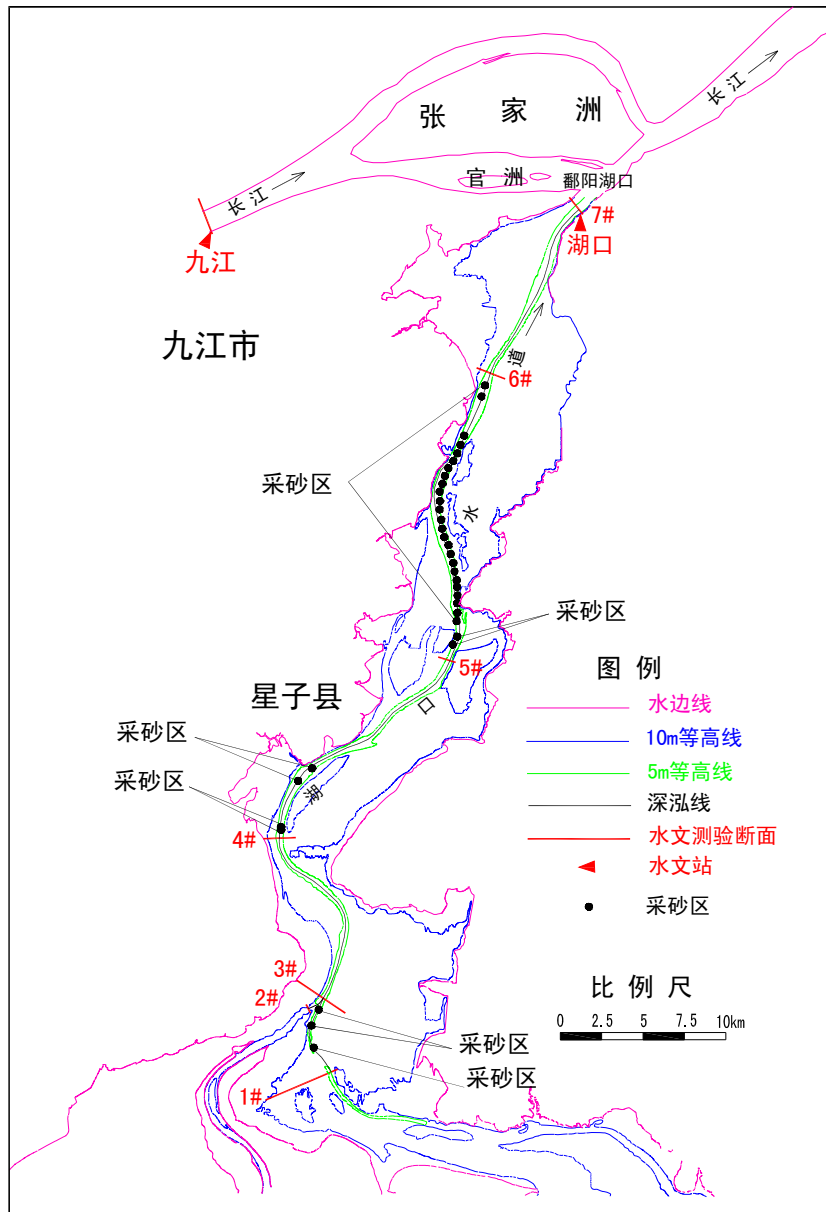 长江
张家洲
官洲
鄱阳湖口
长江
7#
湖口
九江
九江市
道
6#
采砂区
水
采砂区
5#
星子县
口
采砂区
湖
采砂区
4#
3#
2#
采砂区
采砂区
1#
图例
水边线
10m等高线
5m等高线
深泓线
水文测验断面
水文站
采砂区
比例尺
0 2.5 5 7.5 10km